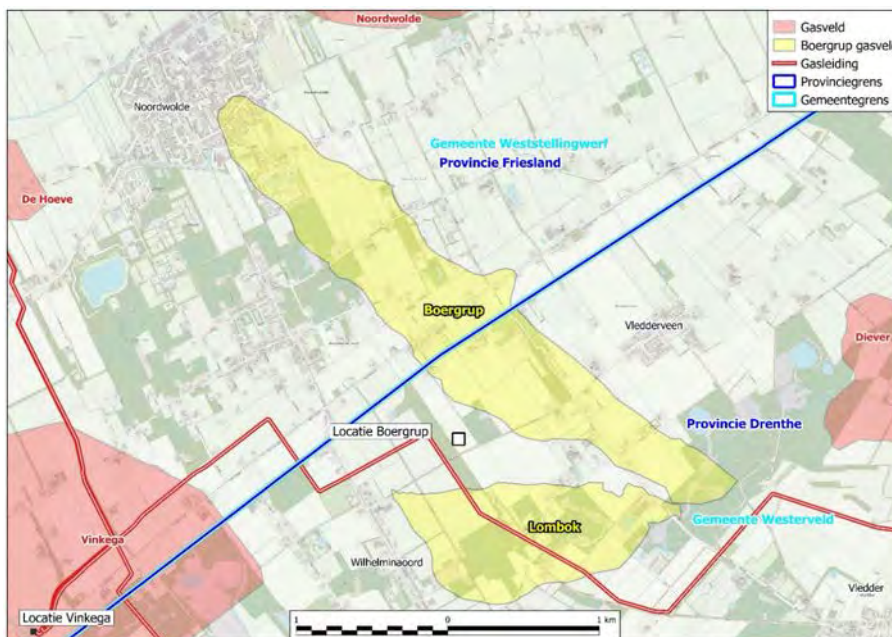 Noordwolde
Gasveld
Boergrup gasveld
Gasleiding
Provinciegrens
Gemeentegrens
Noordwolde
Gemeente Weststellingwerf
Provincie Friesland
De Hoeve
Boergrup
Vledderveen
Diever
Locatie Boergrup
Provincie Drenthe
Lombok
Gemeente Westerveld
Vinkega
Wilhelminaoord
Vledder
Locatie Vinkega
1 0 1 km